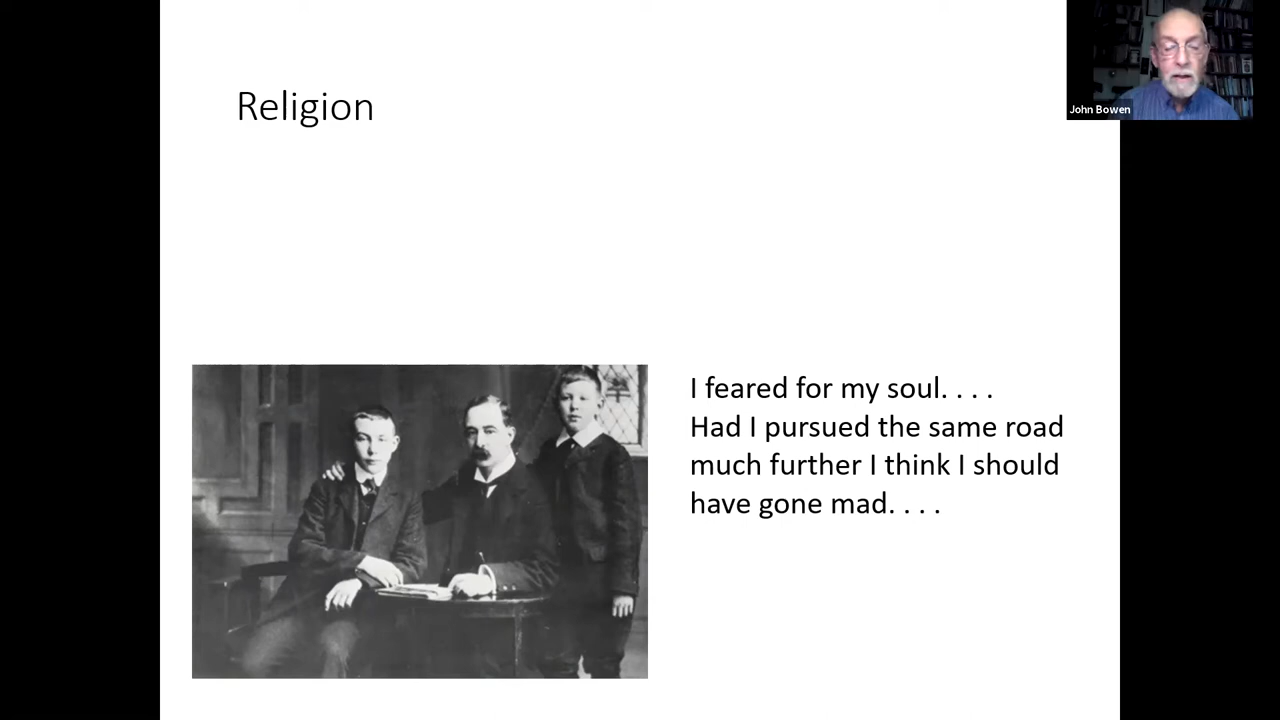 Religion
John Bowen
I feared for my soul. . . .
Had I pursued the same road
much further I think I should
have gone mad. . . .